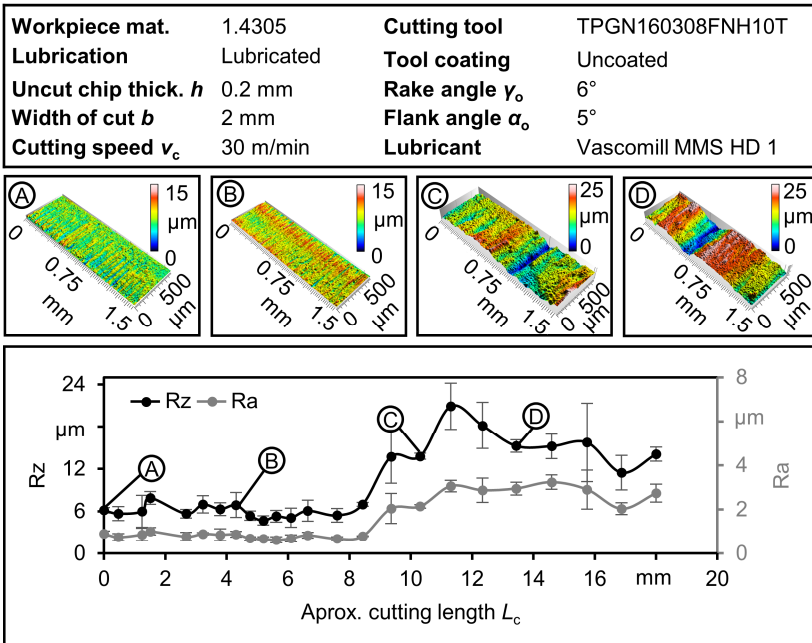 Workpiece mat. 1.4305 Cutting tool TPGN160308FNH10T
Lubrication Lubricated Tool coating Uncoated
Uncut chip thick. h 0.2 mm Rake angle γo 6°
Width of cut b 2 mm Flank angle αo 5°
Cutting speed vc 30 m/min Lubricant Vascomill MMS HD 1
A 15 µm 0
0 0.75 1.5 mm 0 500 µm
B 15 µm 0
0 0.75 1.5 mm 0 500 µm
C 25 µm 0
0 0.75 1.5 mm 0 500 µm
D 25 µm 0
0 0.75 1.5 mm 0 500 µm
Rz Ra
A B C D
Rz
24
µm
12
6
0
8
µm
4
2
0
Ra
0 2 4 6 8 10 12 14 16 mm 20
Aprox. cutting length Lc